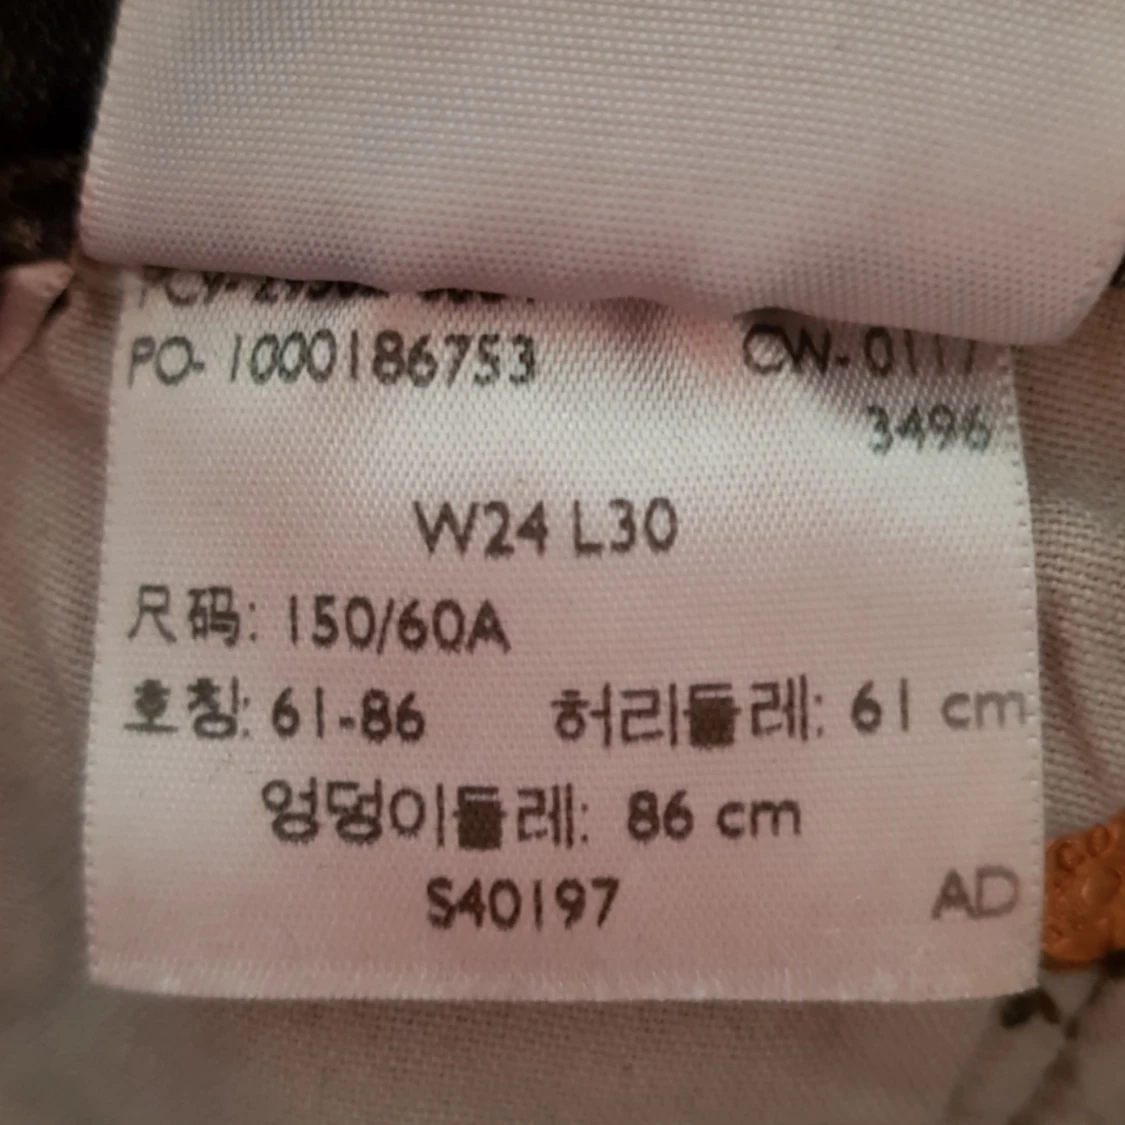 PO- 1000186753 CW- 0117
3496
W24 L30
尺码: 150/60A
호칭: 61-86 허리둘레: 61 cm
엉덩이둘레: 86 cm
S40197 AD